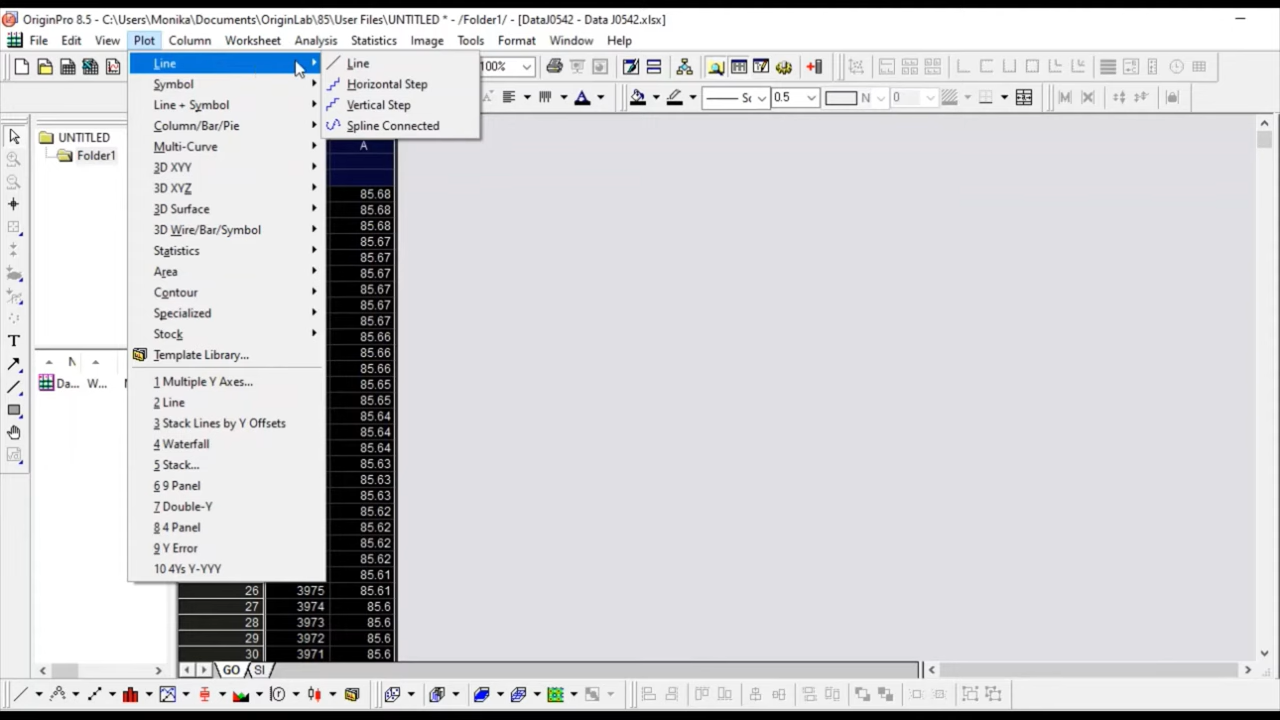 OriginPro 8.5 - C:\Users\Monika\Documents\OriginLab\85\User Files\UNTITLED * - /Folder1/ - [DataJ0542 - Data J0542.xlsx]
File Edit View Plot Column Worksheet Analysis Statistics Image Tools Format Window Help
100%
0.5
N
0
UNTITLED
Folder1
Da... W...
Line
Symbol
Line + Symbol
Column/Bar/Pie
Multi-Curve
3D XYY
3D XYZ
3D Surface
3D Wire/Bar/Symbol
Statistics
Area
Contour
Specialized
Stock
Template Library...
1 Multiple Y Axes...
2 Line
3 Stack Lines by Y Offsets
4 Waterfall
5 Stack...
6 9 Panel
7 Double-Y
8 4 Panel
9 Y Error
10 4Ys Y-YYY
Line
Horizontal Step
Vertical Step
Spline Connected
A
85.68
85.68
85.68
85.67
85.67
85.67
85.67
85.67
85.67
85.66
85.66
85.66
85.65
85.65
85.64
85.64
85.64
85.63
85.63
85.63
85.62
85.62
85.62
85.62
85.61
26 3975 85.61
27 3974 85.6
28 3973 85.6
29 3972 85.6
30 3971 85.6
GO SI